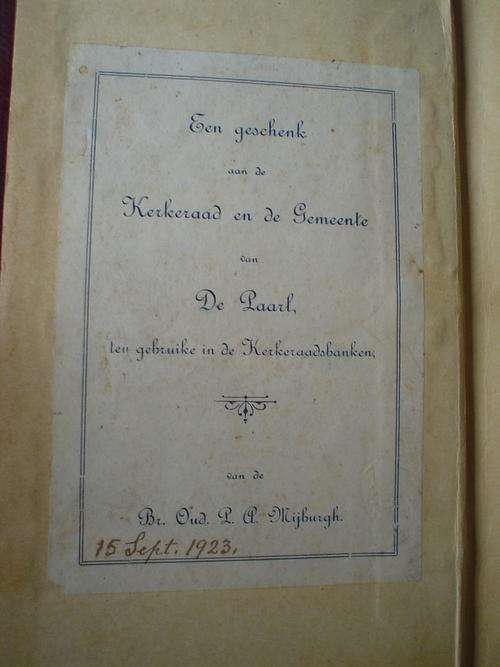 Een geschenk
aan de
Kerkeraad en de Gemeente
van
De Paarl,
ten gebruike in de Kerkeraadsbanken,
van de
Br. Oud. P. A. Mijburgh.
15 Sept. 1923.